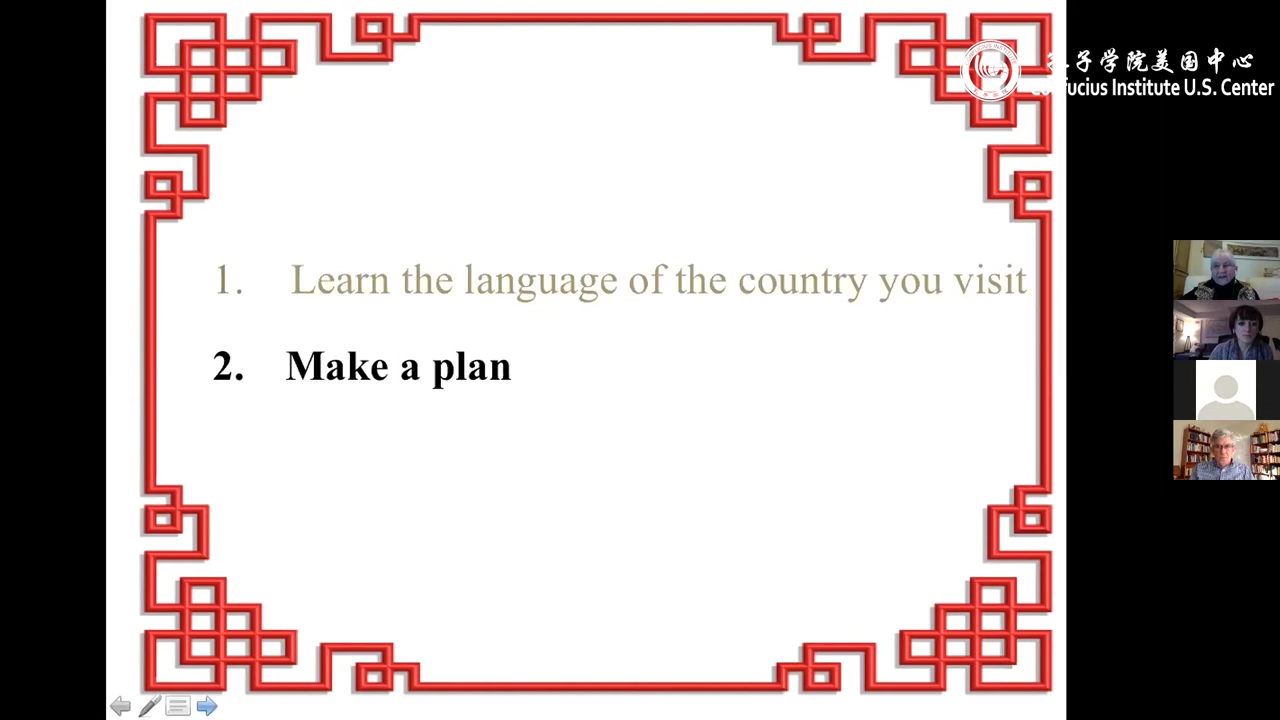 孔子学院美国中心
Confucius Institute U.S. Center
1. Learn the language of the country you visit
2. Make a plan